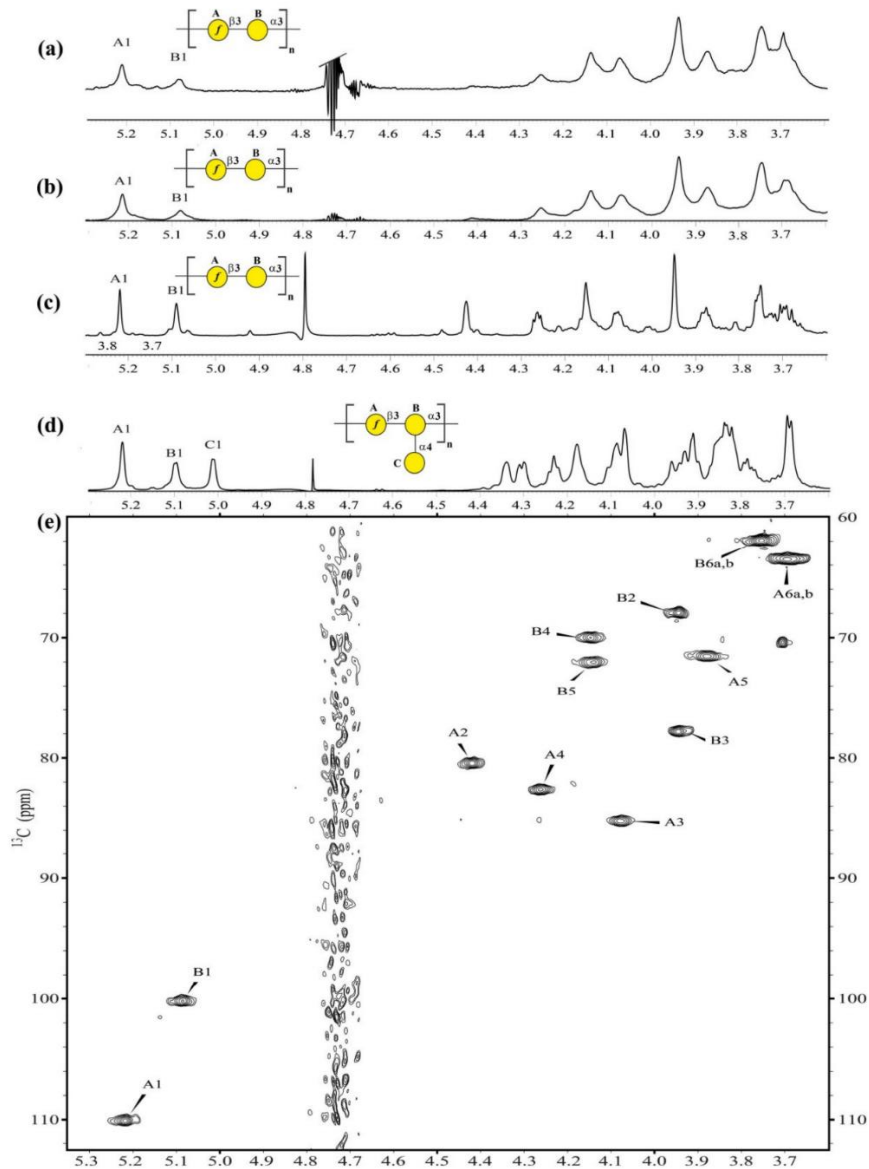 (a)
A B
β3 α3
f
n
A1
B1
5.2 5.1 5.0 4.9 4.8 4.7 4.6 4.5 4.4 4.3 4.2 4.1 4.0 3.9 3.8 3.7
(b)
A B
β3 α3
f
n
A1
B1
5.2 5.1 5.0 4.9 4.8 4.7 4.6 4.5 4.4 4.3 4.2 4.1 4.0 3.9 3.8 3.7
(c)
A B
β3 α3
f
n
A1
B1
3.8 3.7
5.2 5.1 5.0 4.9 4.8 4.7 4.6 4.5 4.4 4.3 4.2 4.1 4.0 3.9 3.8 3.7
(d)
A B
β3 α3
f
n
α4
C
A1
B1 C1
5.2 5.1 5.0 4.9 4.8 4.7 4.6 4.5 4.4 4.3 4.2 4.1 4.0 3.9 3.8 3.7
(e)
60
B6a,b
A6a,b
B2
B4
70 70
B5
A5
B3
A2
A4
80 80
A3
¹³C (ppm)
90 90
B1
100 100
A1
110 110
5.3 5.2 5.1 5.0 4.9 4.8 4.7 4.6 4.5 4.4 4.3 4.2 4.1 4.0 3.9 3.8 3.7